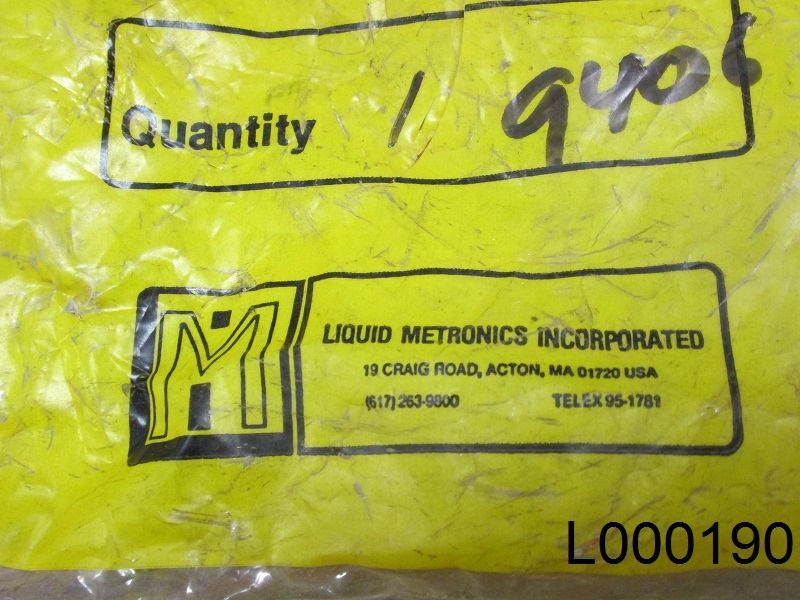 Quantity 1 9406
LIQUID METRONICS INCORPORATED
19 CRAIG ROAD, ACTON, MA 01720 USA
(617) 263-9800 TELEX 95-1781
L000190